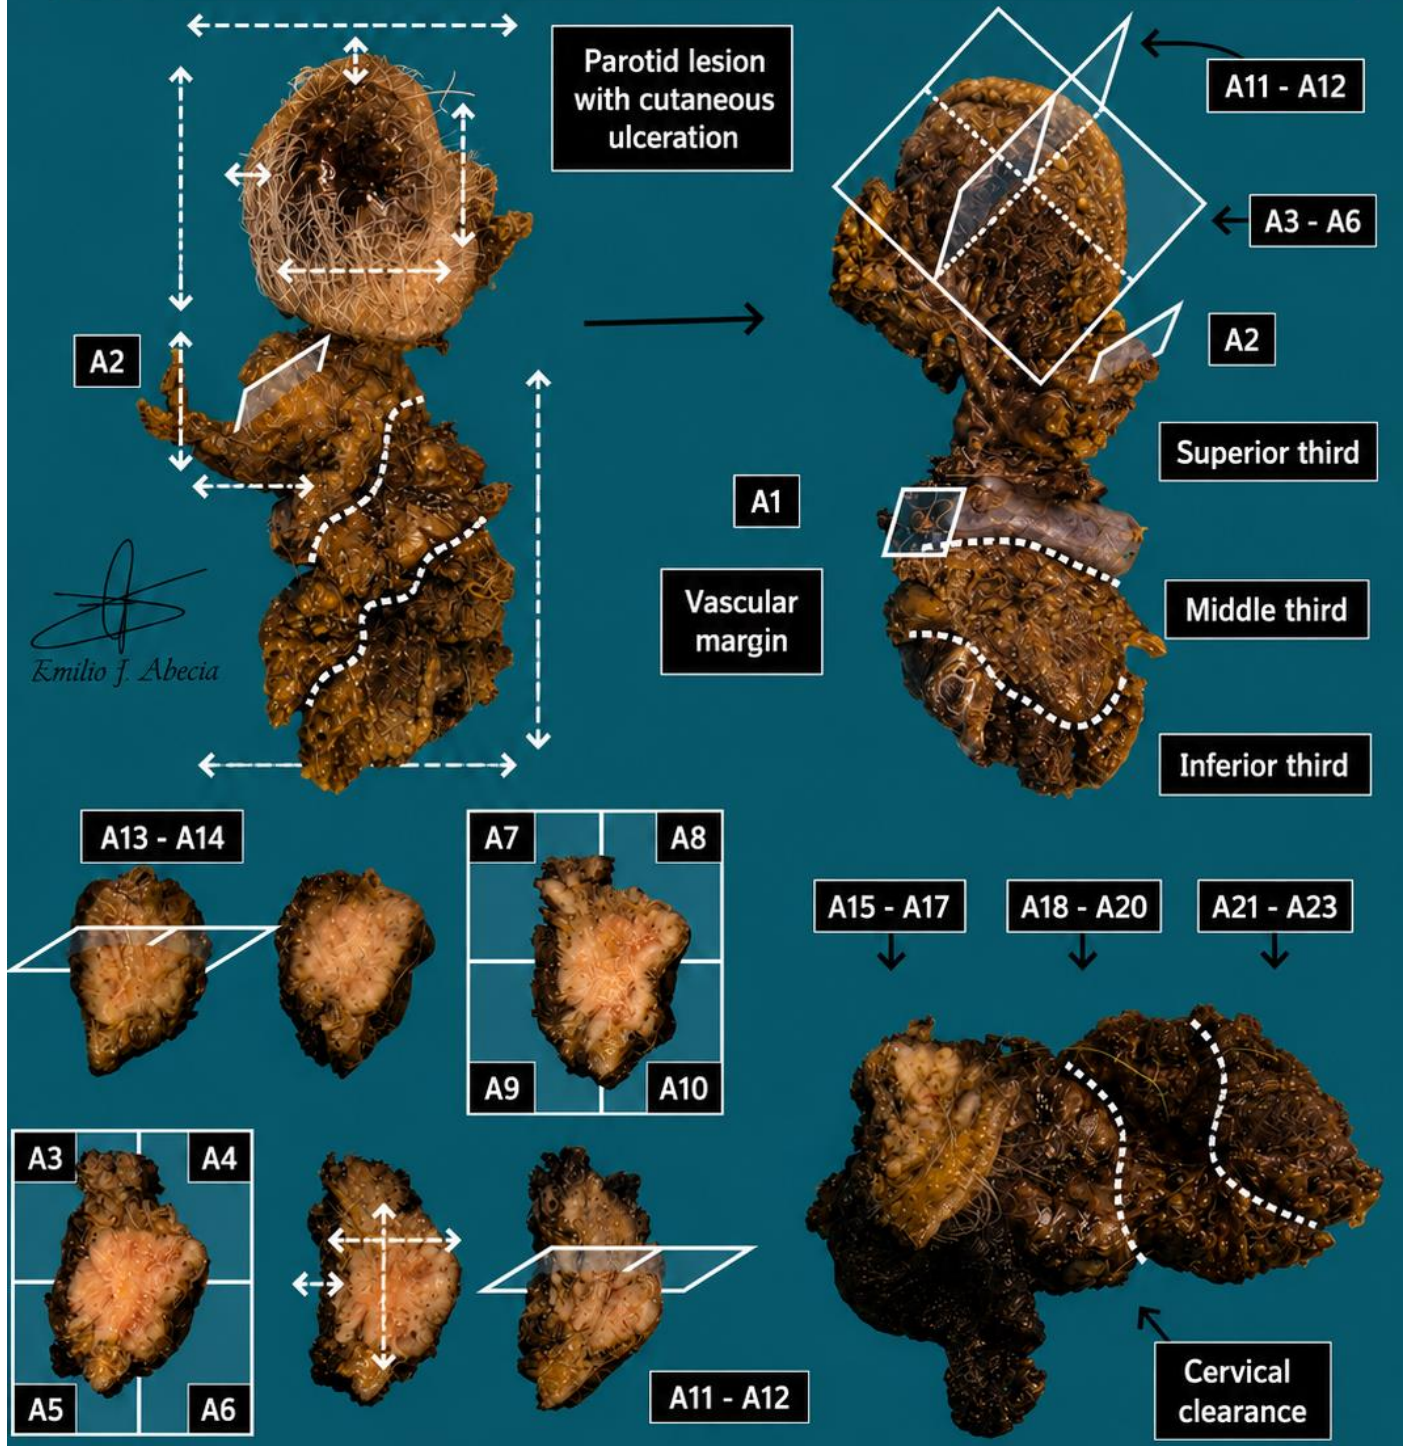 Parotid lesion
with cutaneous
ulceration
A11 - A12
A3 - A6
A2
A2
Superior third
A1
Vascular
margin
Middle third
Inferior third
Emilio J. Abecia
A13 - A14
A7
A8
A9
A10
A15 - A17
A18 - A20
A21 - A23
A3
A4
A5
A6
A11 - A12
Cervical
clearance